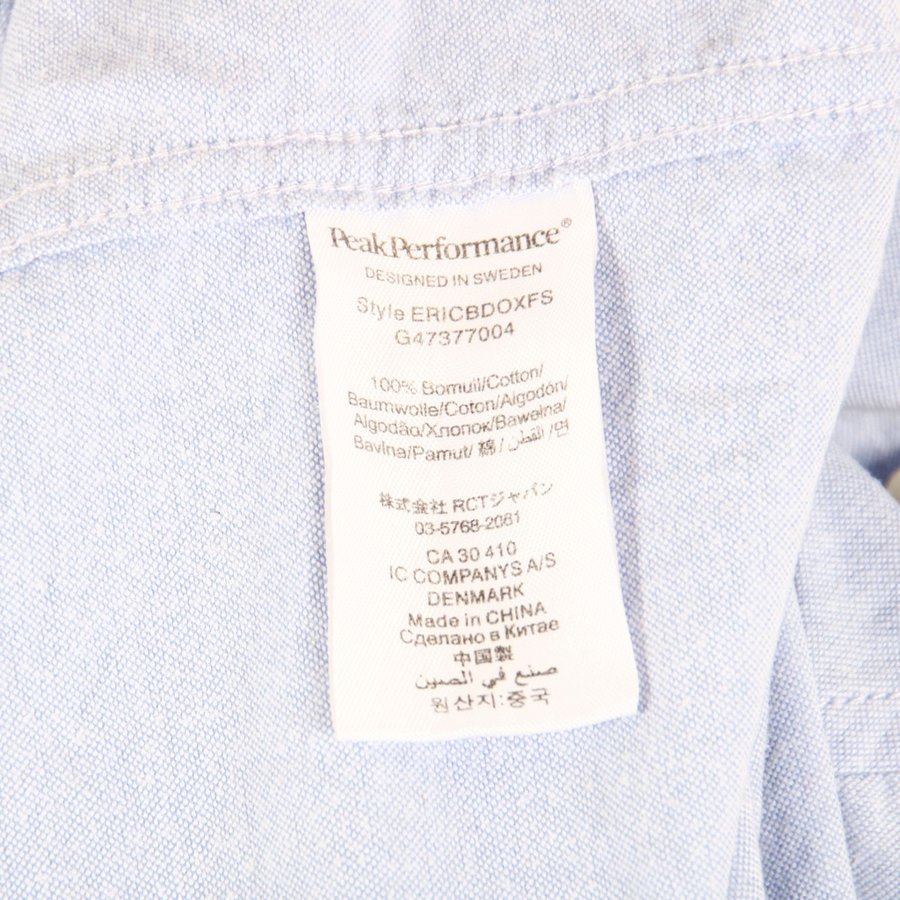 PeakPerformance®
DESIGNED IN SWEDEN
Style ERICBDOXFS
G47377004
100% Bomull/Cotton/
Baumwolle/Coton/Algodón/
Algodão/Хлопок/Bawełna/
Bavlna/Pamut/ 綿 / القطن / 면
株式会社 RCTジャパン
03-5768-2081
CA 30 410
IC COMPANYS A/S
DENMARK
Made in CHINA
Сделано в Китае
中国製
صنع في الصين
원산지:중국